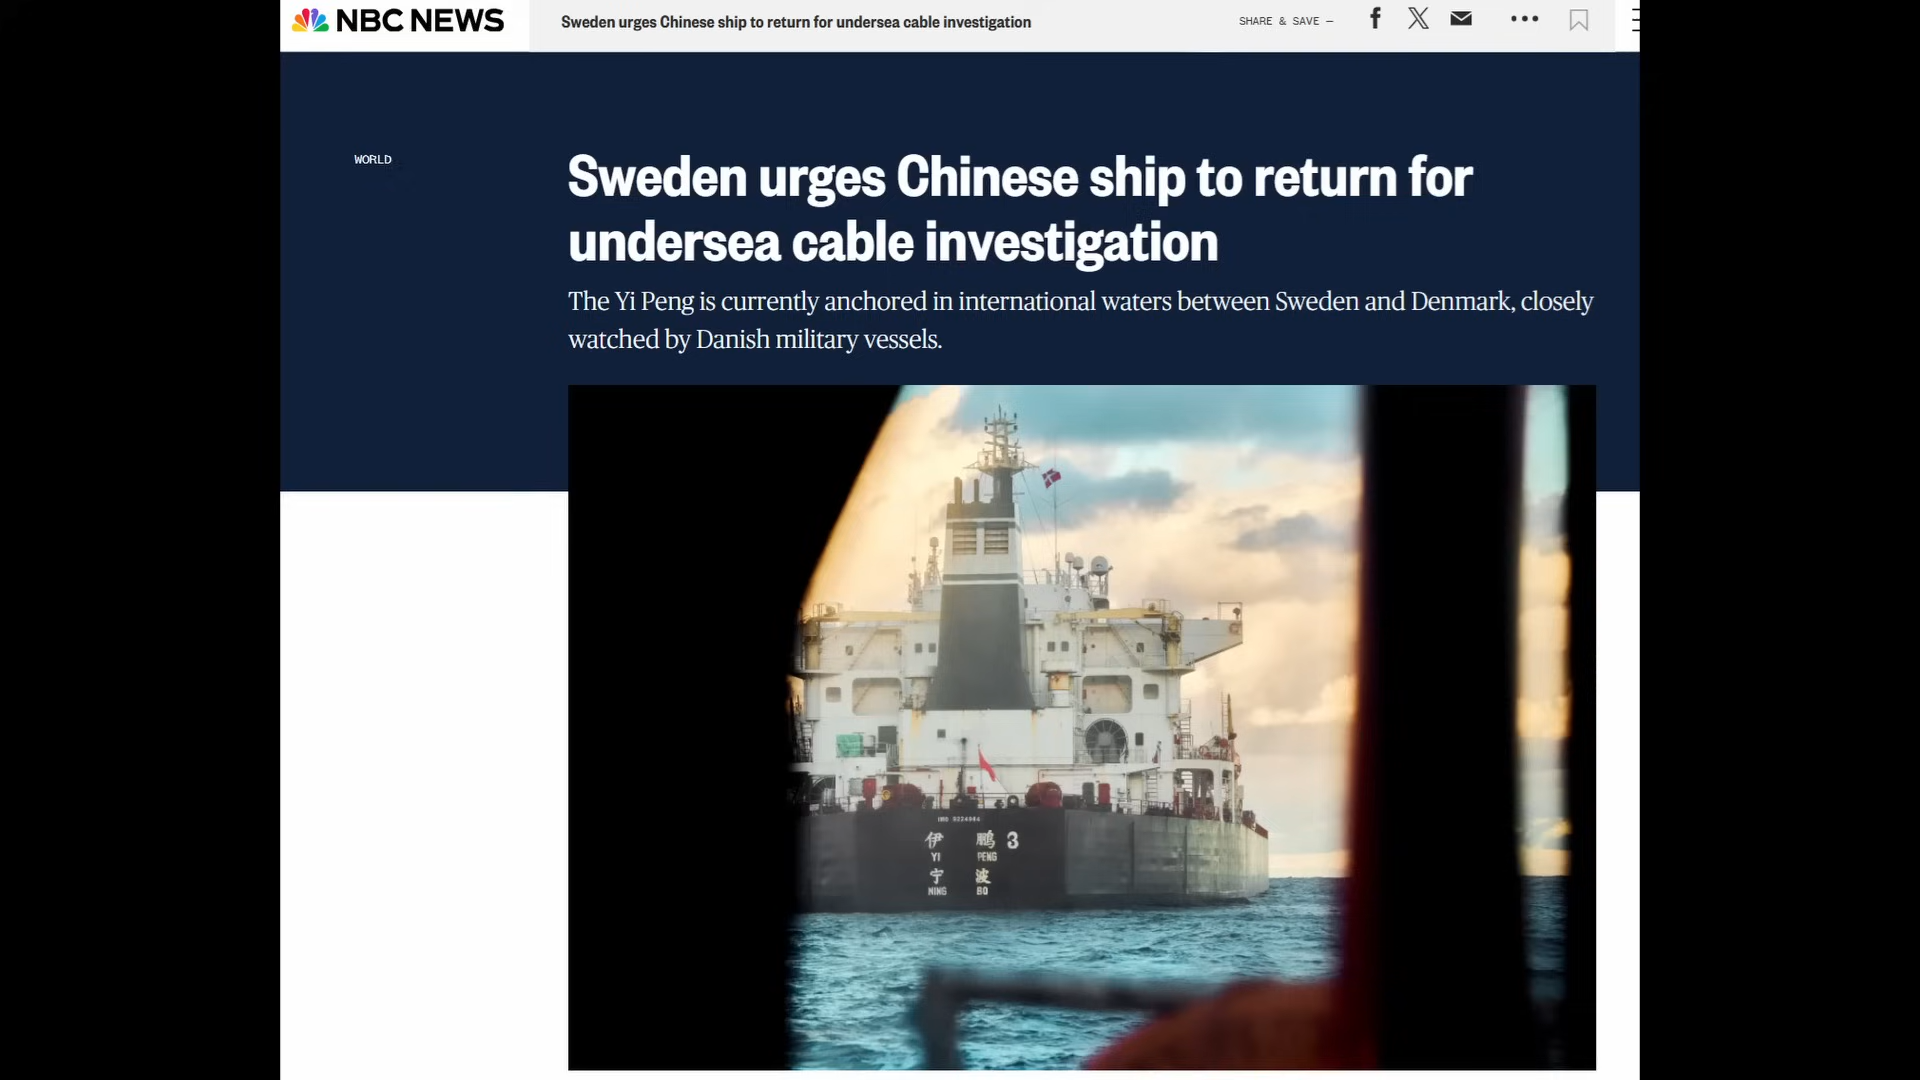 NBC NEWS
Sweden urges Chinese ship to return for undersea cable investigation
SHARE & SAVE —
WORLD
Sweden urges Chinese ship to return for
undersea cable investigation
The Yi Peng is currently anchored in international waters between Sweden and Denmark, closely
watched by Danish military vessels.
IMO 9224984
伊 鹏 3
YI PENG
宁 波
NING BO